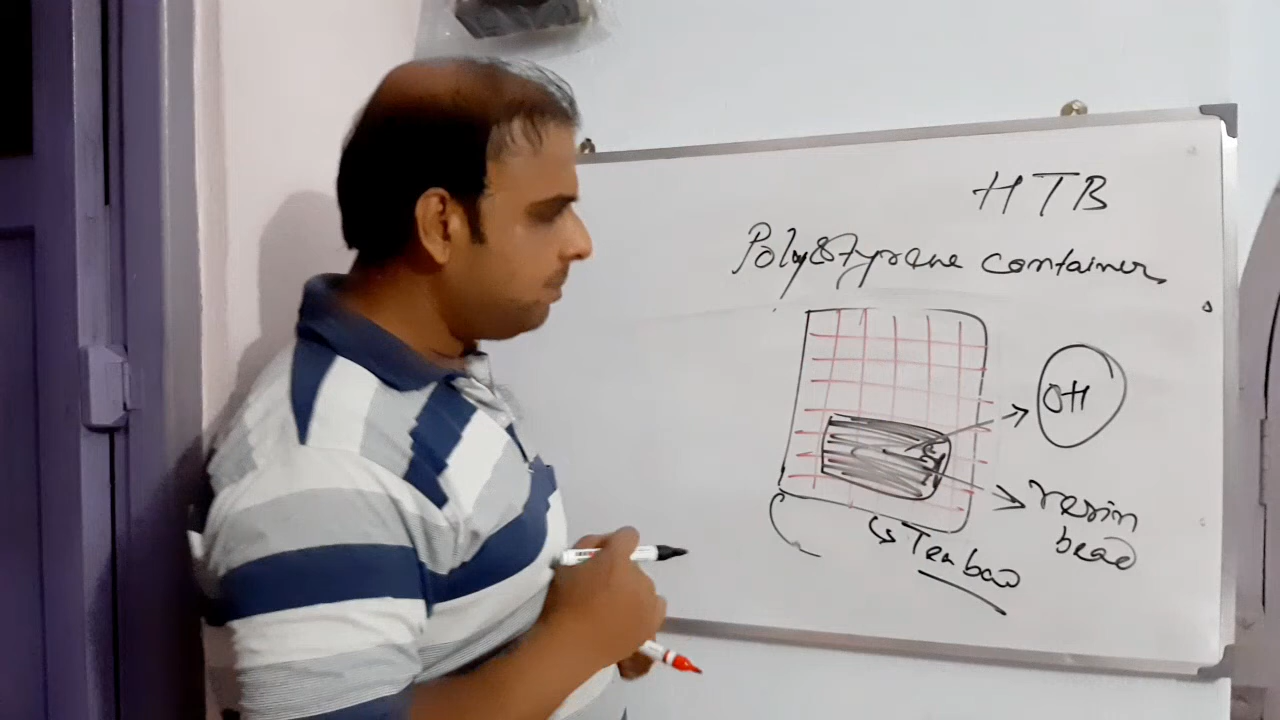 HTB
Polystyrene container
OH
resin
bead
Tea bag